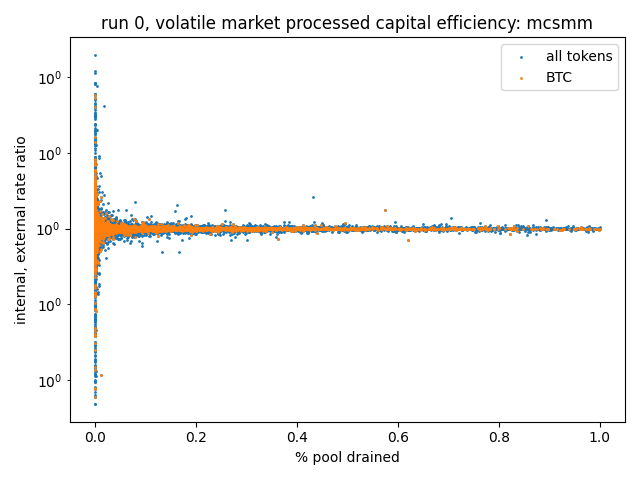 run 0, volatile market processed capital efficiency: mcsmm
all tokens
BTC
10⁰
10⁰
10⁰
10⁰
10⁰
internal, external rate ratio
0.0 0.2 0.4 0.6 0.8 1.0
% pool drained